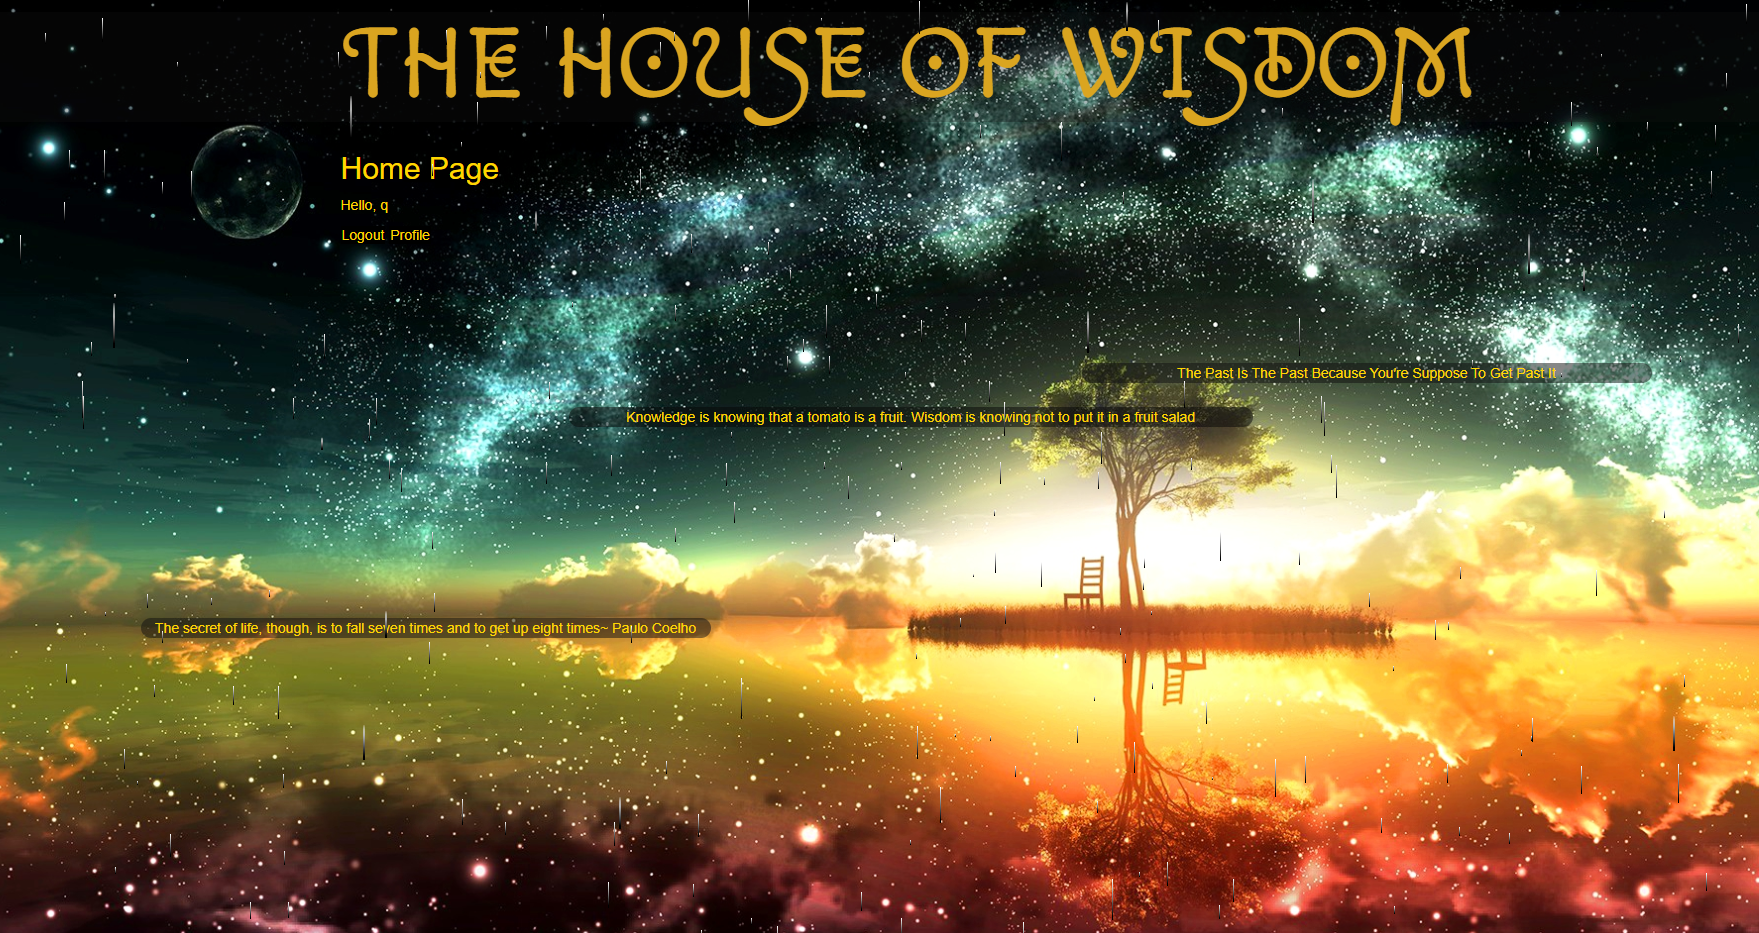 THE HOUSE OF WISDOM
Home Page
Hello, q
Logout Profile
The Past Is The Past Because You're Suppose To Get Past It
Knowledge is knowing that a tomato is a fruit. Wisdom is knowing not to put it in a fruit salad
The secret of life, though, is to fall seven times and to get up eight times~ Paulo Coelho